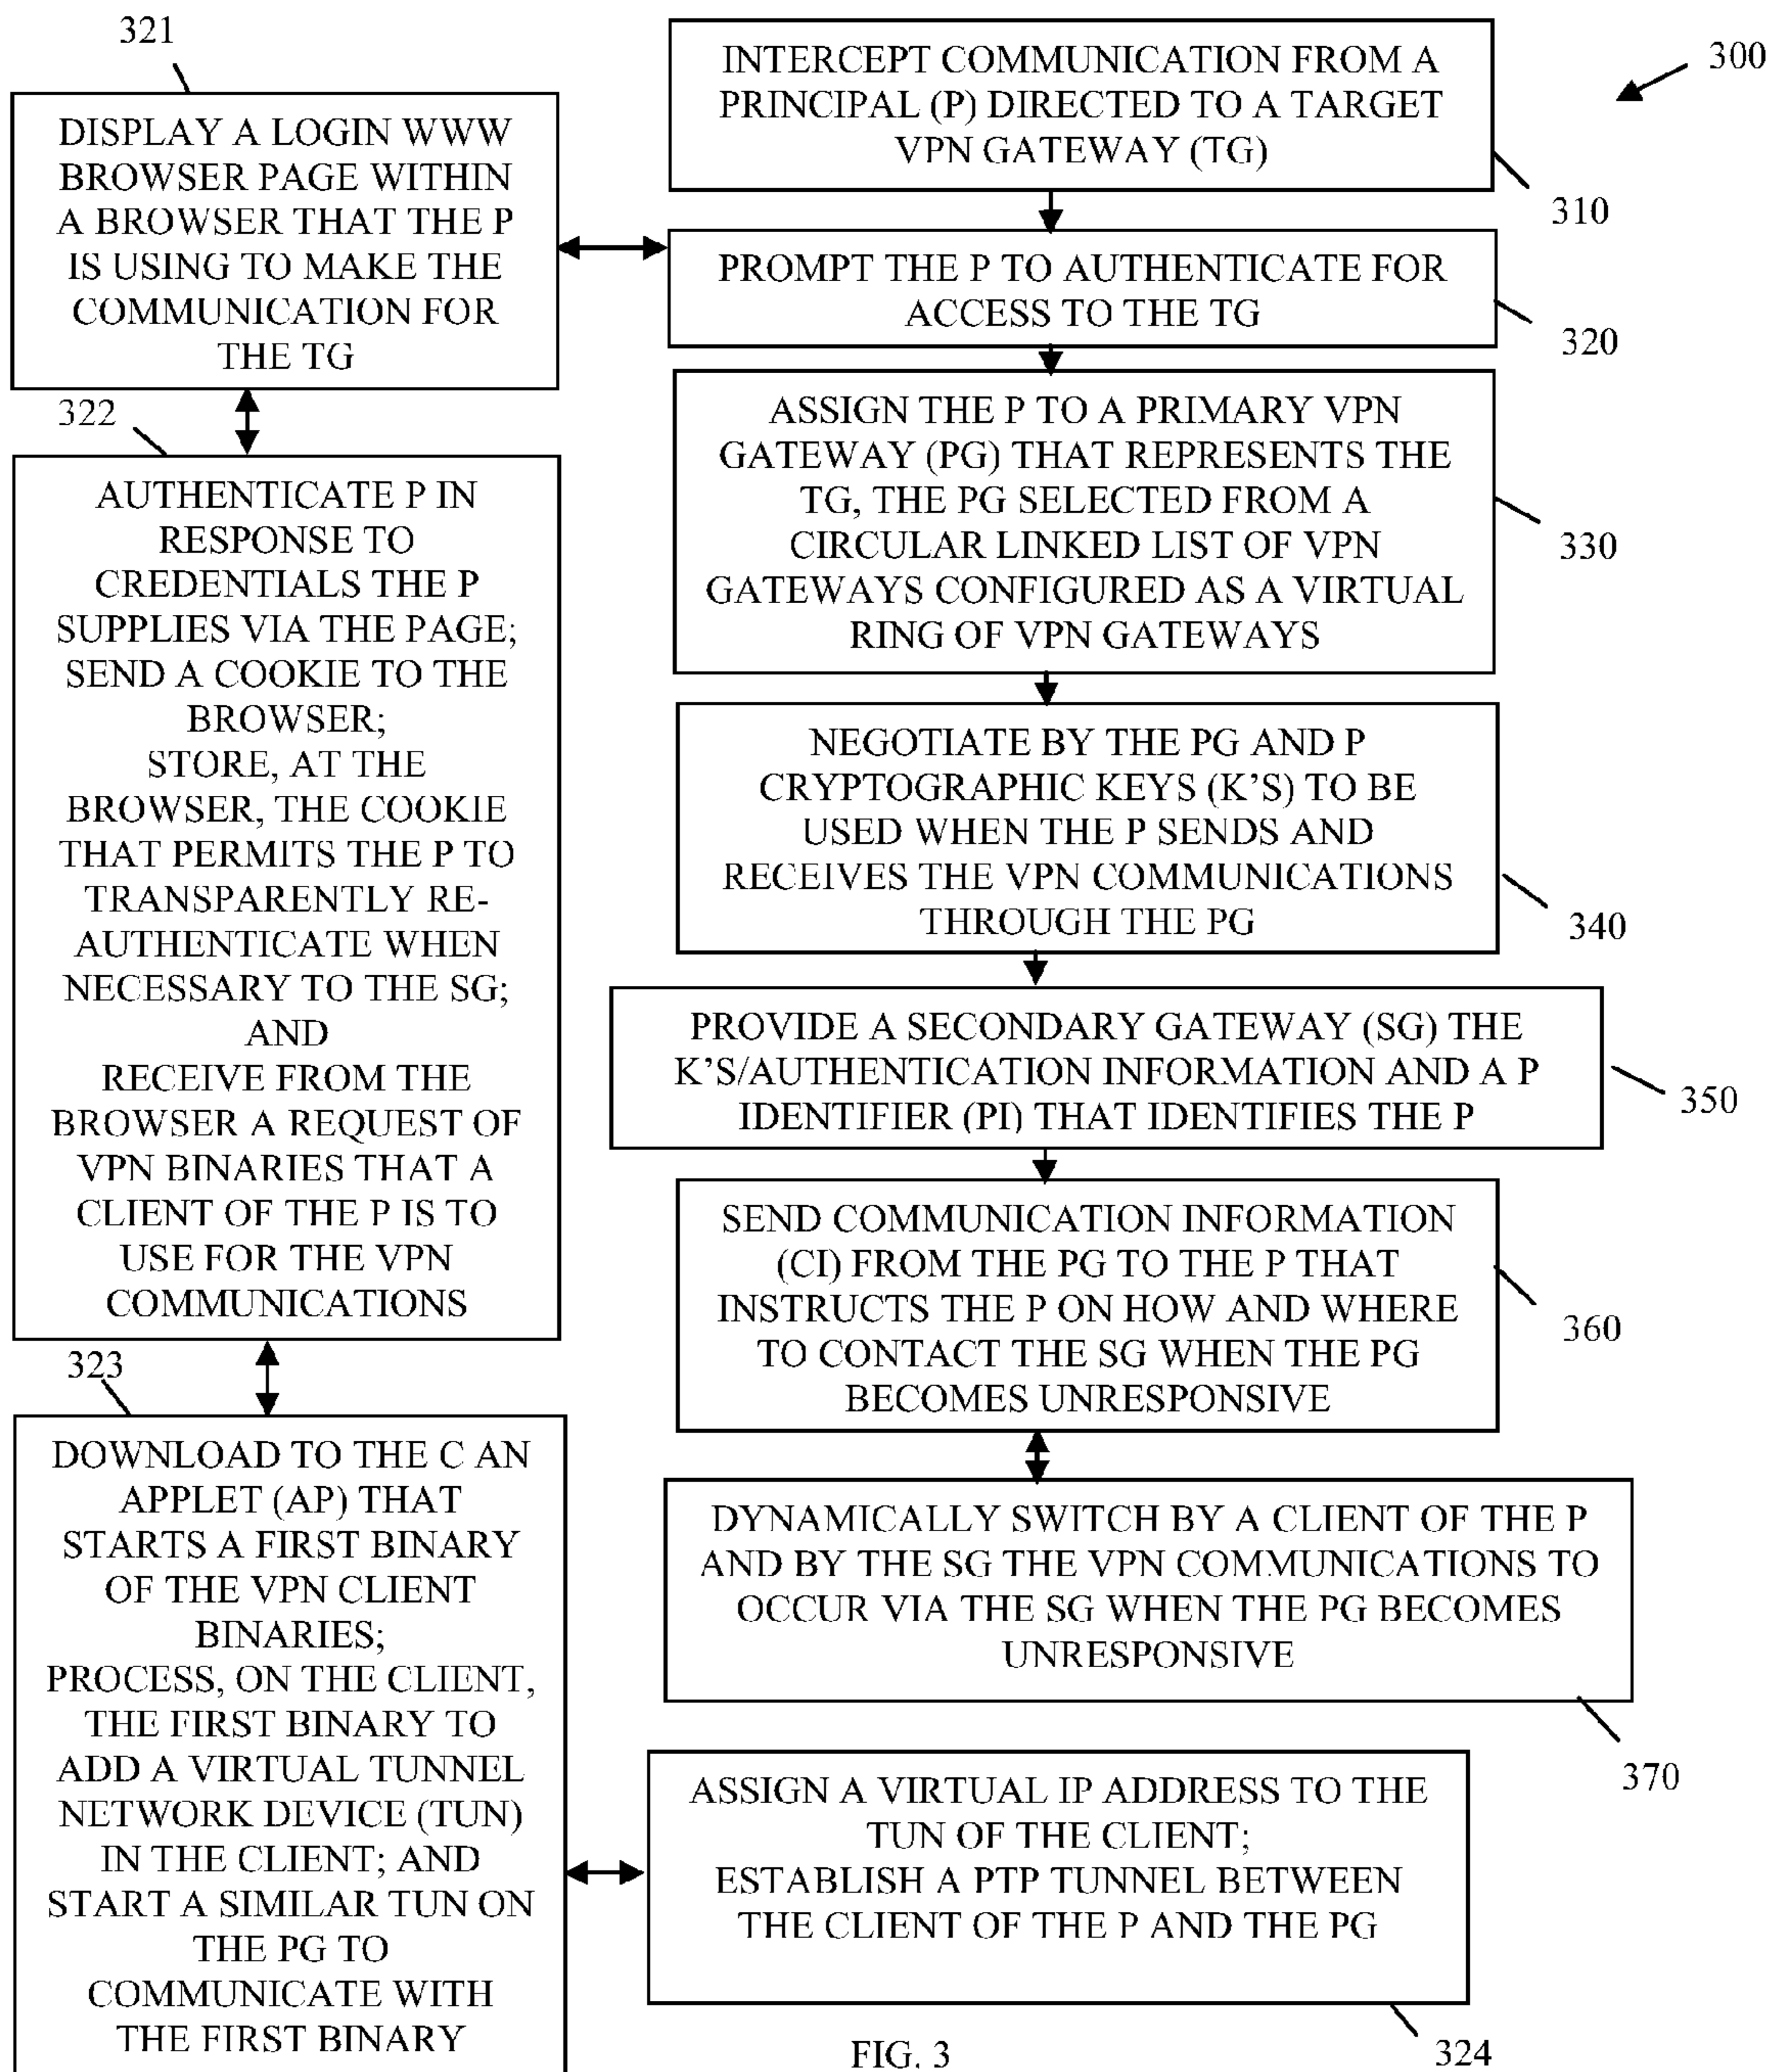 321
DISPLAY A LOGIN WWW
BROWSER PAGE WITHIN
A BROWSER THAT THE P
IS USING TO MAKE THE
COMMUNICATION FOR
THE TG
322
AUTHENTICATE P IN
RESPONSE TO
CREDENTIALS THE P
SUPPLIES VIA THE PAGE;
SEND A COOKIE TO THE
BROWSER;
STORE, AT THE
BROWSER, THE COOKIE
THAT PERMITS THE P TO
TRANSPARENTLY RE-
AUTHENTICATE WHEN
NECESSARY TO THE SG;
AND
RECEIVE FROM THE
BROWSER A REQUEST OF
VPN BINARIES THAT A
CLIENT OF THE P IS TO
USE FOR THE VPN
COMMUNICATIONS
323
DOWNLOAD TO THE C AN
APPLET (AP) THAT
STARTS A FIRST BINARY
OF THE VPN CLIENT
BINARIES;
PROCESS, ON THE CLIENT,
THE FIRST BINARY TO
ADD A VIRTUAL TUNNEL
NETWORK DEVICE (TUN)
IN THE CLIENT; AND
START A SIMILAR TUN ON
THE PG TO
COMMUNICATE WITH
THE FIRST BINARY
300
INTERCEPT COMMUNICATION FROM A
PRINCIPAL (P) DIRECTED TO A TARGET
VPN GATEWAY (TG)
310
PROMPT THE P TO AUTHENTICATE FOR
ACCESS TO THE TG
320
ASSIGN THE P TO A PRIMARY VPN
GATEWAY (PG) THAT REPRESENTS THE
TG, THE PG SELECTED FROM A
CIRCULAR LINKED LIST OF VPN
GATEWAYS CONFIGURED AS A VIRTUAL
RING OF VPN GATEWAYS
330
NEGOTIATE BY THE PG AND P
CRYPTOGRAPHIC KEYS (K'S) TO BE
USED WHEN THE P SENDS AND
RECEIVES THE VPN COMMUNICATIONS
THROUGH THE PG
340
PROVIDE A SECONDARY GATEWAY (SG) THE
K'S/AUTHENTICATION INFORMATION AND A P
IDENTIFIER (PI) THAT IDENTIFIES THE P
350
SEND COMMUNICATION INFORMATION
(CI) FROM THE PG TO THE P THAT
INSTRUCTS THE P ON HOW AND WHERE
TO CONTACT THE SG WHEN THE PG
BECOMES UNRESPONSIVE
360
DYNAMICALLY SWITCH BY A CLIENT OF THE P
AND BY THE SG THE VPN COMMUNICATIONS TO
OCCUR VIA THE SG WHEN THE PG BECOMES
UNRESPONSIVE
370
ASSIGN A VIRTUAL IP ADDRESS TO THE
TUN OF THE CLIENT;
ESTABLISH A PTP TUNNEL BETWEEN
THE CLIENT OF THE P AND THE PG
324
FIG. 3